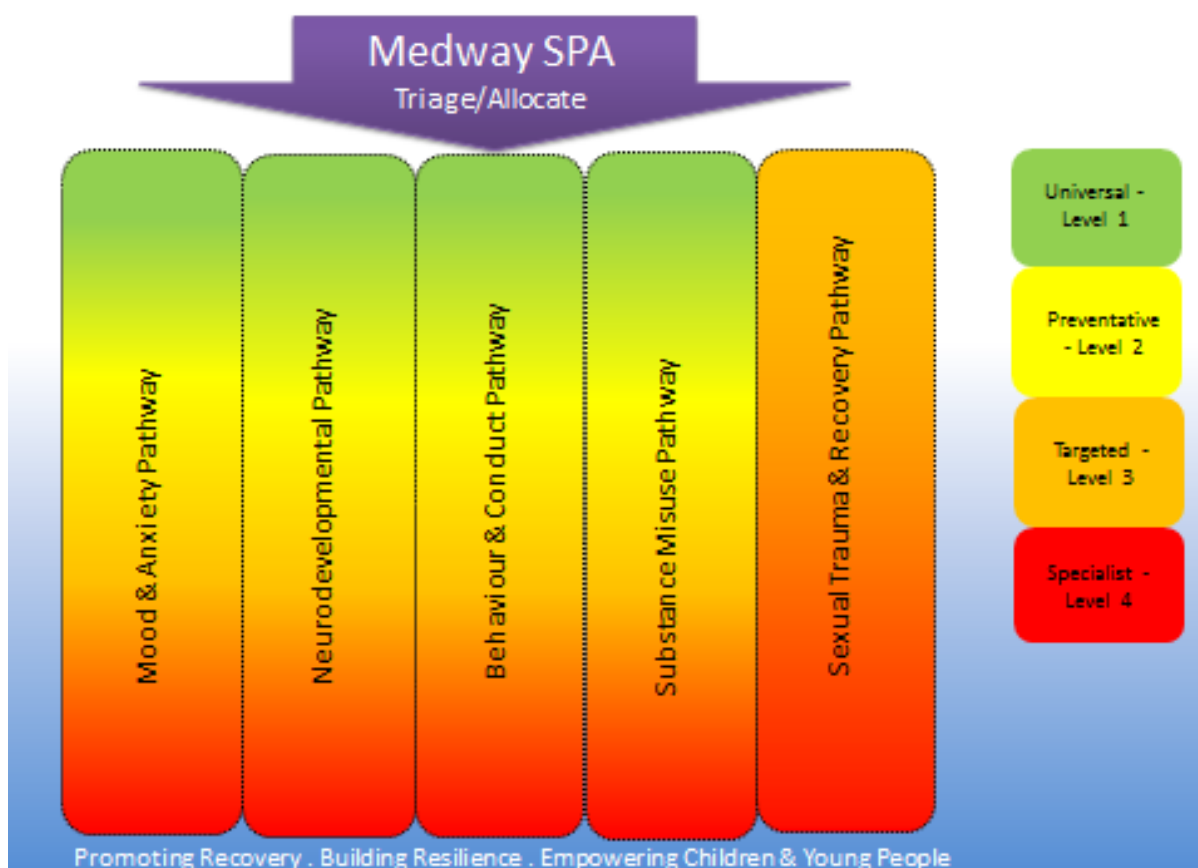 Medway SPA
Triage/Allocate
Mood & Anxiety Pathway
Neurodevelopmental Pathway
Behaviour & Conduct Pathway
Substance Misuse Pathway
Sexual Trauma & Recovery Pathway
Universal -
Level 1
Preventative
- Level 2
Targeted -
Level 3
Specialist -
Level 4
Promoting Recovery . Building Resilience . Empowering Children & Young People